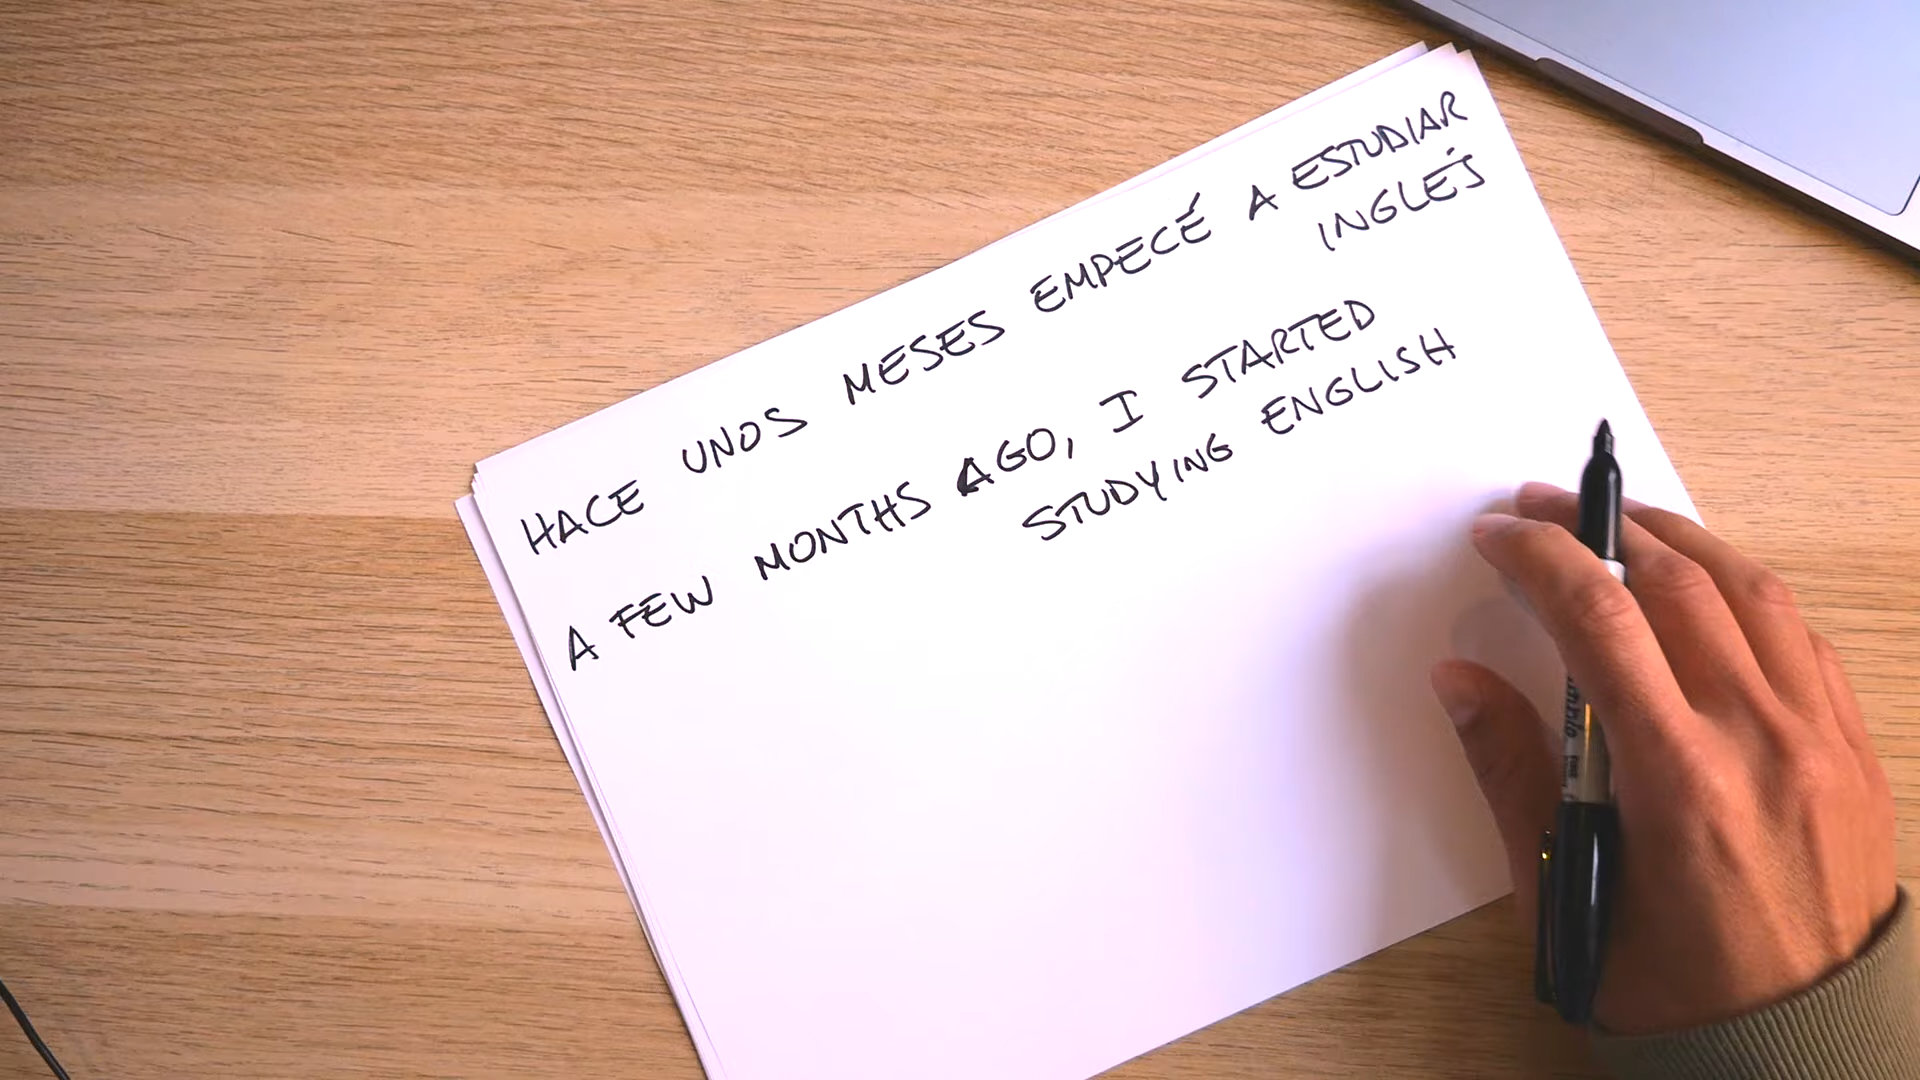 HACE UNOS MESES EMPECÉ A ESTUDIAR
INGLÉS
A FEW MONTHS AGO, I STARTED
STUDYING ENGLISH